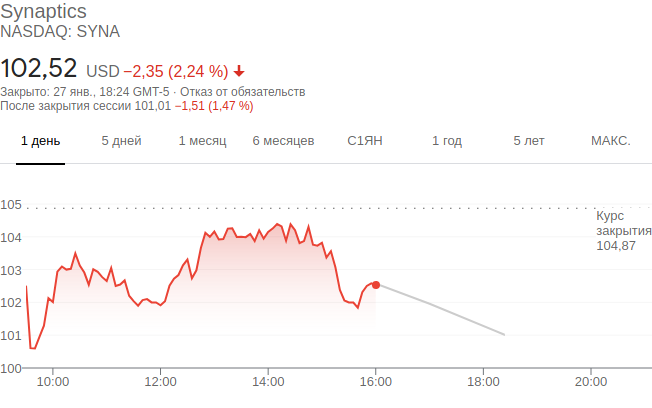 Synaptics
NASDAQ: SYNA
102,52 USD −2,35 (2,24 %)
Закрыто: 27 янв., 18:24 GMT-5 · Отказ от обязательств
После закрытия сессии 101,01 −1,51 (1,47 %)
1 день 5 дней 1 месяц 6 месяцев С1ЯН 1 год 5 лет МАКС.
105
Курс
закрытия
104,87
104
103
102
101
100
10:00 12:00 14:00 16:00 18:00 20:00